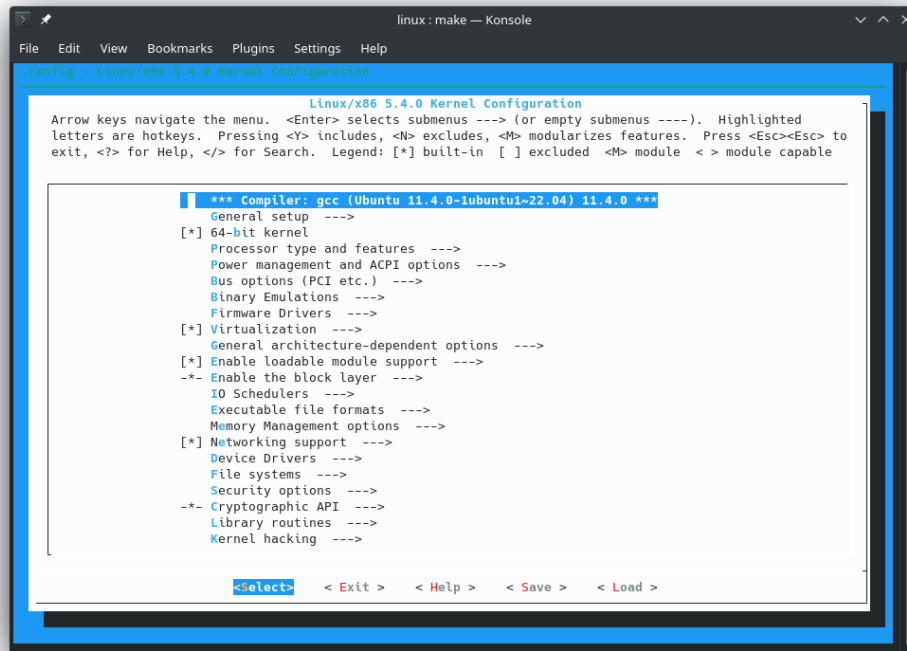 linux : make — Konsole
File Edit View Bookmarks Plugins Settings Help
.config - Linux/x86 5.4.0 Kernel Configuration
Linux/x86 5.4.0 Kernel Configuration
Arrow keys navigate the menu.  <Enter> selects submenus ---> (or empty submenus ----).  Highlighted
letters are hotkeys.  Pressing <Y> includes, <N> excludes, <M> modularizes features.  Press <Esc><Esc> to
exit, <?> for Help, </> for Search.  Legend: [*] built-in  [ ] excluded  <M> module  < > module capable
*** Compiler: gcc (Ubuntu 11.4.0-1ubuntu1~22.04) 11.4.0 ***
General setup  --->
[*] 64-bit kernel
Processor type and features  --->
Power management and ACPI options  --->
Bus options (PCI etc.)  --->
Binary Emulations  --->
Firmware Drivers  --->
[*] Virtualization  --->
General architecture-dependent options  --->
[*] Enable loadable module support  --->
-*- Enable the block layer  --->
IO Schedulers  --->
Executable file formats  --->
Memory Management options  --->
[*] Networking support  --->
Device Drivers  --->
File systems  --->
Security options  --->
-*- Cryptographic API  --->
Library routines  --->
Kernel hacking  --->
<Select>    < Exit >    < Help >    < Save >    < Load >